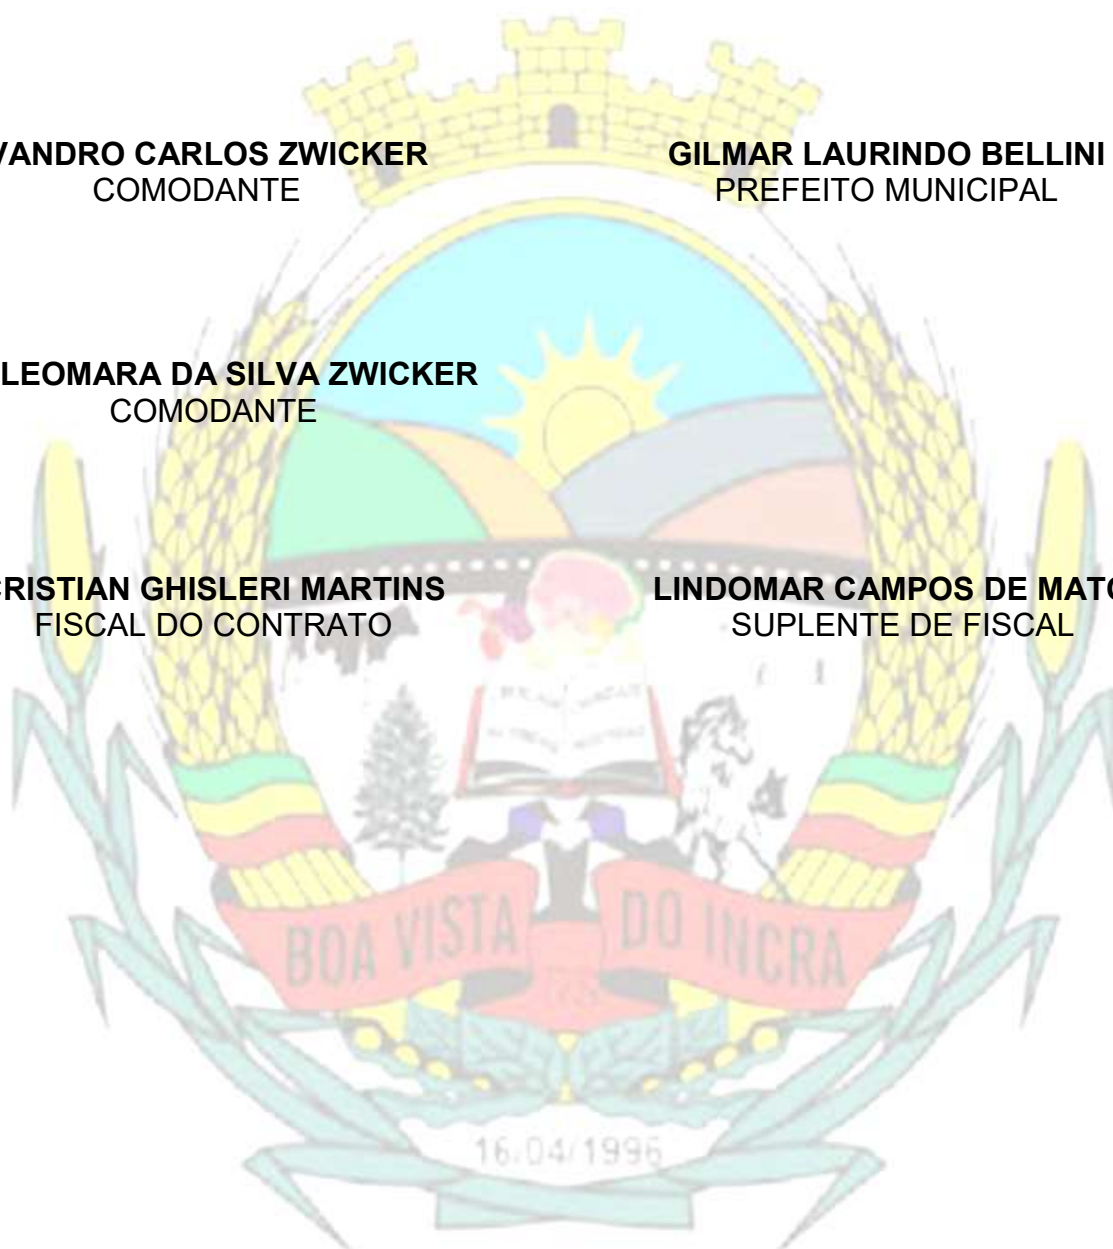 VANDRO CARLOS ZWICKER
COMODANTE
GILMAR LAURINDO BELLINI
PREFEITO MUNICIPAL
LEOMARA DA SILVA ZWICKER
COMODANTE
CRISTIAN GHISLERI MARTINS
FISCAL DO CONTRATO
LINDOMAR CAMPOS DE MATO
SUPLENTE DE FISCAL
BOA VISTA DO INCRA
16/04/1996